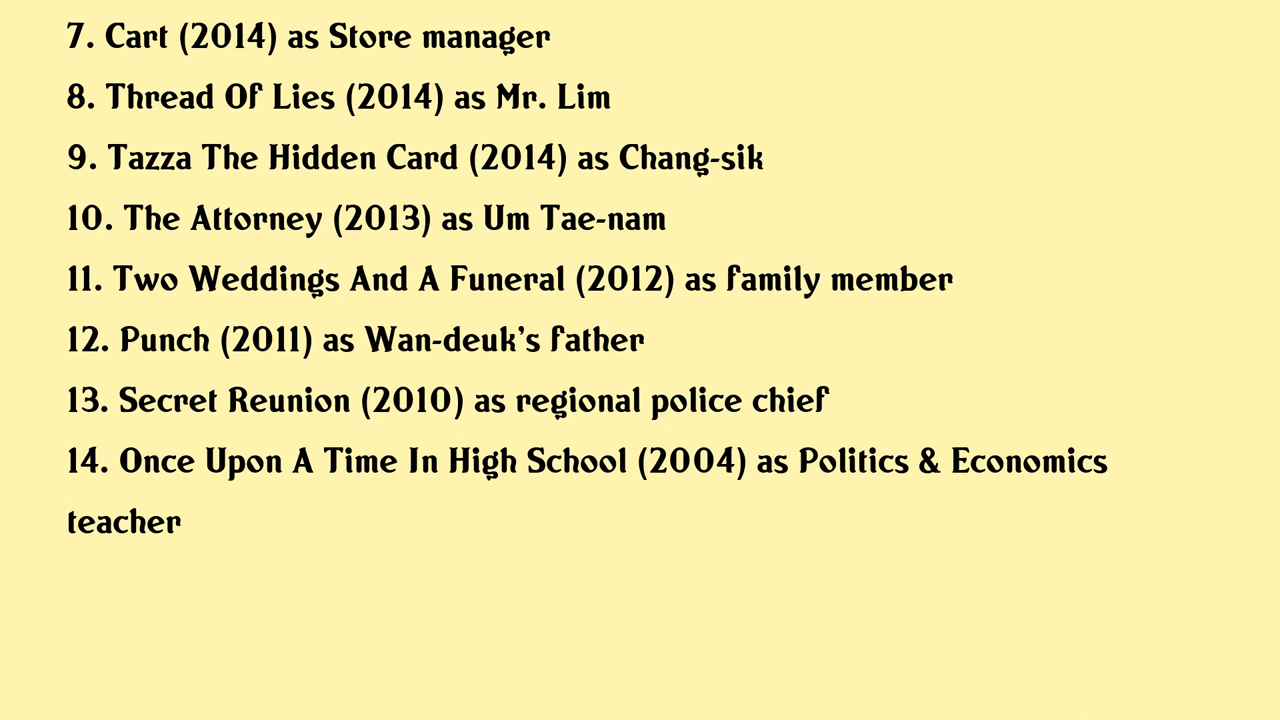 7. Cart (2014) as Store manager
8. Thread Of Lies (2014) as Mr. Lim
9. Tazza The Hidden Card (2014) as Chang-sik
10. The Attorney (2013) as Um Tae-nam
11. Two Weddings And A Funeral (2012) as family member
12. Punch (2011) as Wan-deuk's father
13. Secret Reunion (2010) as regional police chief
14. Once Upon A Time In High School (2004) as Politics & Economics
teacher